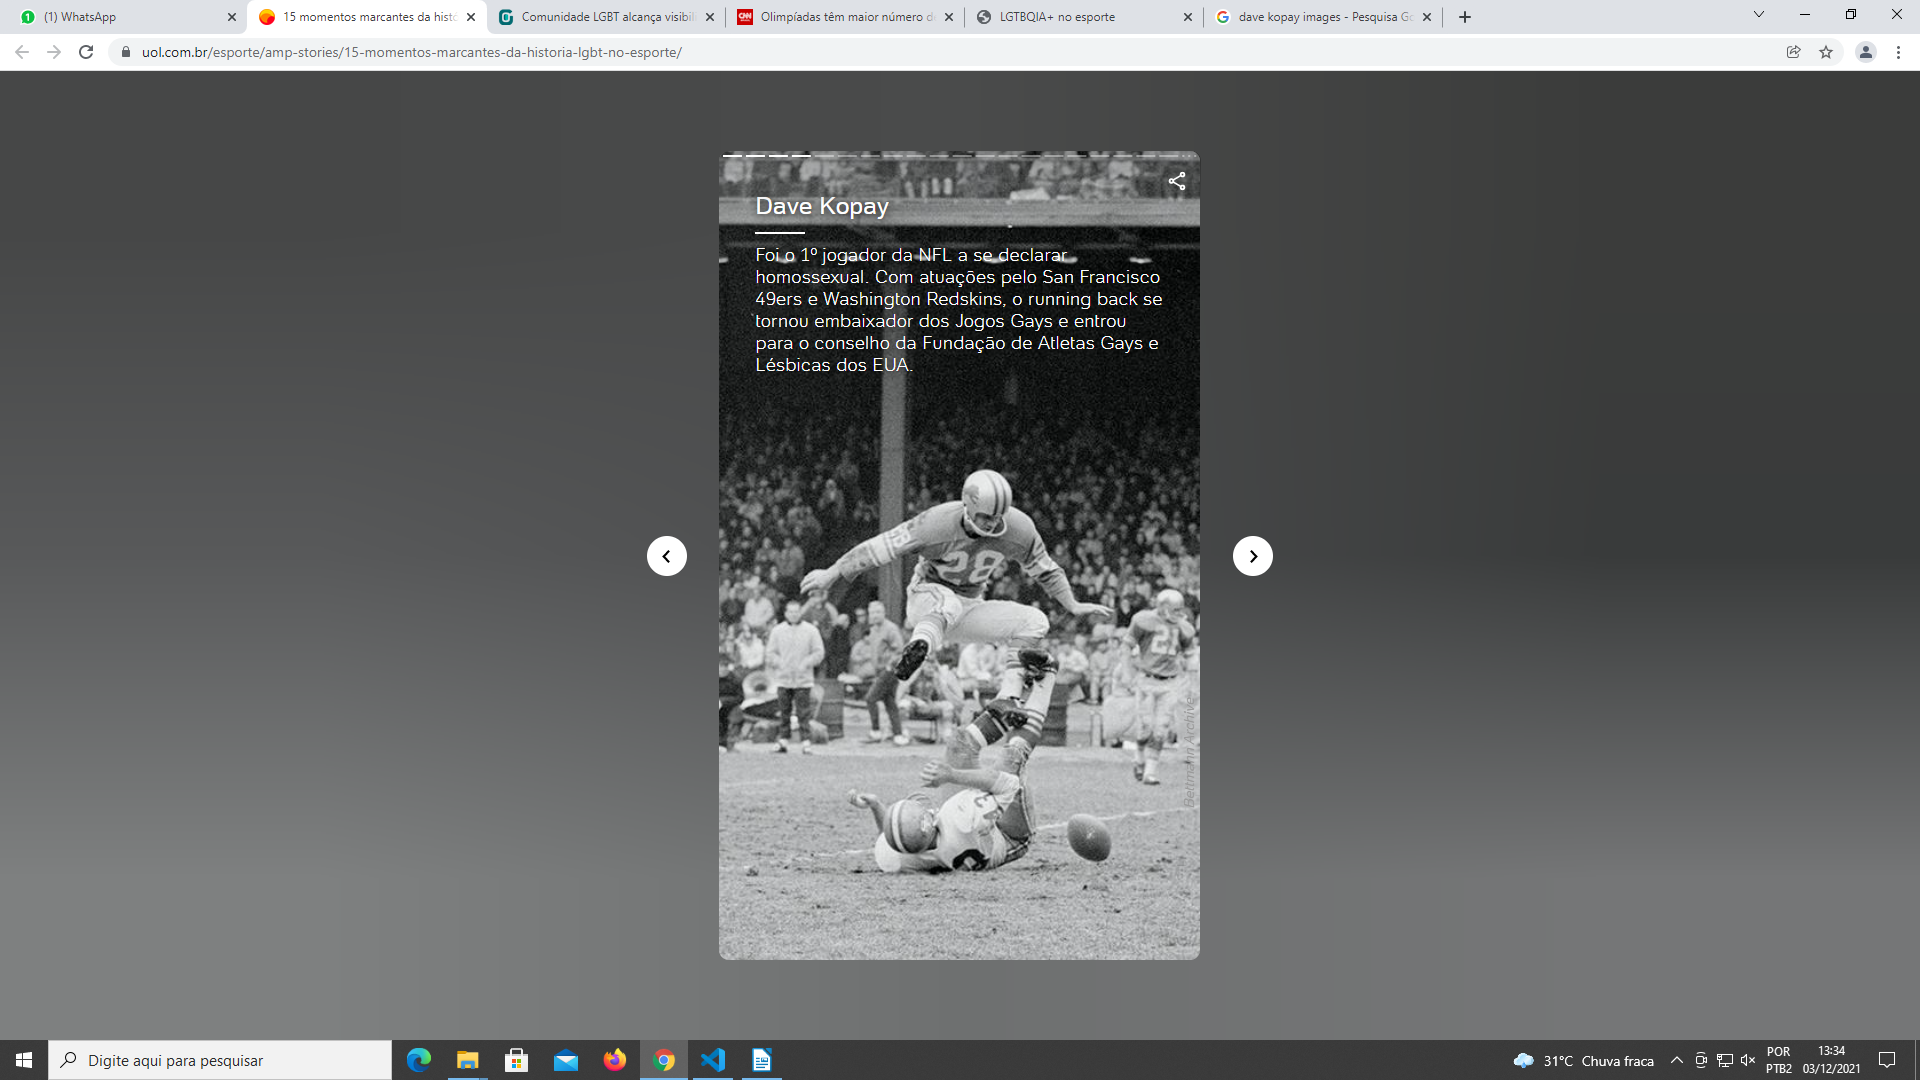 (1) WhatsApp
15 momentos marcantes da histo
Comunidade LGBT alcança visibili
Olimpíadas têm maior número d
LGTBQIA+ no esporte
dave kopay images - Pesquisa Go
uol.com.br/esporte/amp-stories/15-momentos-marcantes-da-historia-lgbt-no-esporte/
Dave Kopay
Foi o 1º jogador da NFL a se declarar
homossexual. Com atuações pelo San Francisco
49ers e Washington Redskins, o running back se
tornou embaixador dos Jogos Gays e entrou
para o conselho da Fundação de Atletas Gays e
Lésbicas dos EUA.
28
21
Bettmann Archive
Digite aqui para pesquisar
31°C Chuva fraca
POR
PTB2
13:34
03/12/2021